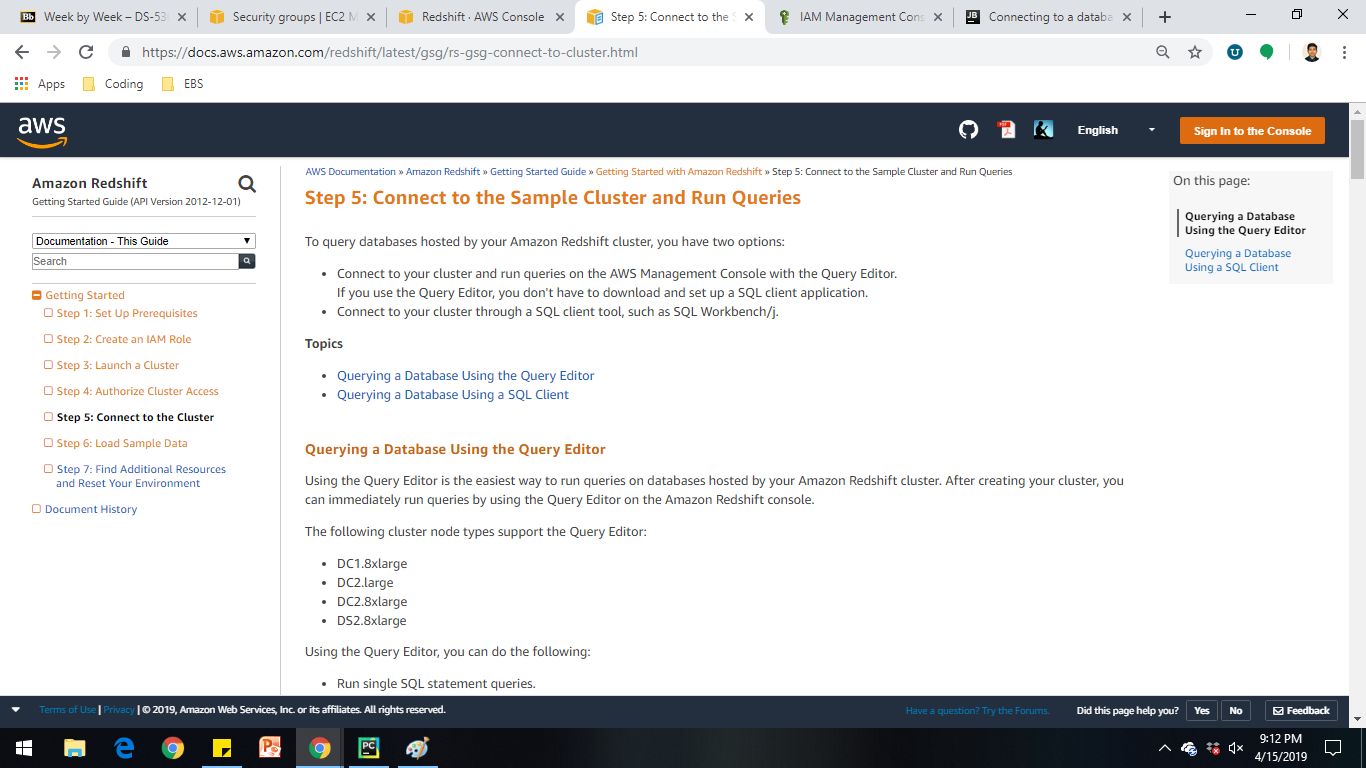 Week by Week – DS-53
Security groups | EC2 M
Redshift · AWS Console
Step 5: Connect to the S
IAM Management Cons
Connecting to a databa
https://docs.aws.amazon.com/redshift/latest/gsg/rs-gsg-connect-to-cluster.html
Apps
Coding
EBS
aws
English
Sign In to the Console
Amazon Redshift
Getting Started Guide (API Version 2012-12-01)
Documentation - This Guide
Search
Getting Started
Step 1: Set Up Prerequisites
Step 2: Create an IAM Role
Step 3: Launch a Cluster
Step 4: Authorize Cluster Access
Step 5: Connect to the Cluster
Step 6: Load Sample Data
Step 7: Find Additional Resources
and Reset Your Environment
Document History
AWS Documentation » Amazon Redshift » Getting Started Guide » Getting Started with Amazon Redshift » Step 5: Connect to the Sample Cluster and Run Queries
Step 5: Connect to the Sample Cluster and Run Queries
To query databases hosted by your Amazon Redshift cluster, you have two options:
• Connect to your cluster and run queries on the AWS Management Console with the Query Editor.
If you use the Query Editor, you don't have to download and set up a SQL client application.
• Connect to your cluster through a SQL client tool, such as SQL Workbench/j.
Topics
• Querying a Database Using the Query Editor
• Querying a Database Using a SQL Client
Querying a Database Using the Query Editor
Using the Query Editor is the easiest way to run queries on databases hosted by your Amazon Redshift cluster. After creating your cluster, you
can immediately run queries by using the Query Editor on the Amazon Redshift console.
The following cluster node types support the Query Editor:
• DC1.8xlarge
• DC2.large
• DC2.8xlarge
• DS2.8xlarge
Using the Query Editor, you can do the following:
• Run single SQL statement queries.
On this page:
Querying a Database
Using the Query Editor
Querying a Database
Using a SQL Client
Terms of Use | Privacy | © 2019, Amazon Web Services, Inc. or its affiliates. All rights reserved.
Have a question? Try the Forums.
Did this page help you?
Yes
No
Feedback
9:12 PM
4/15/2019